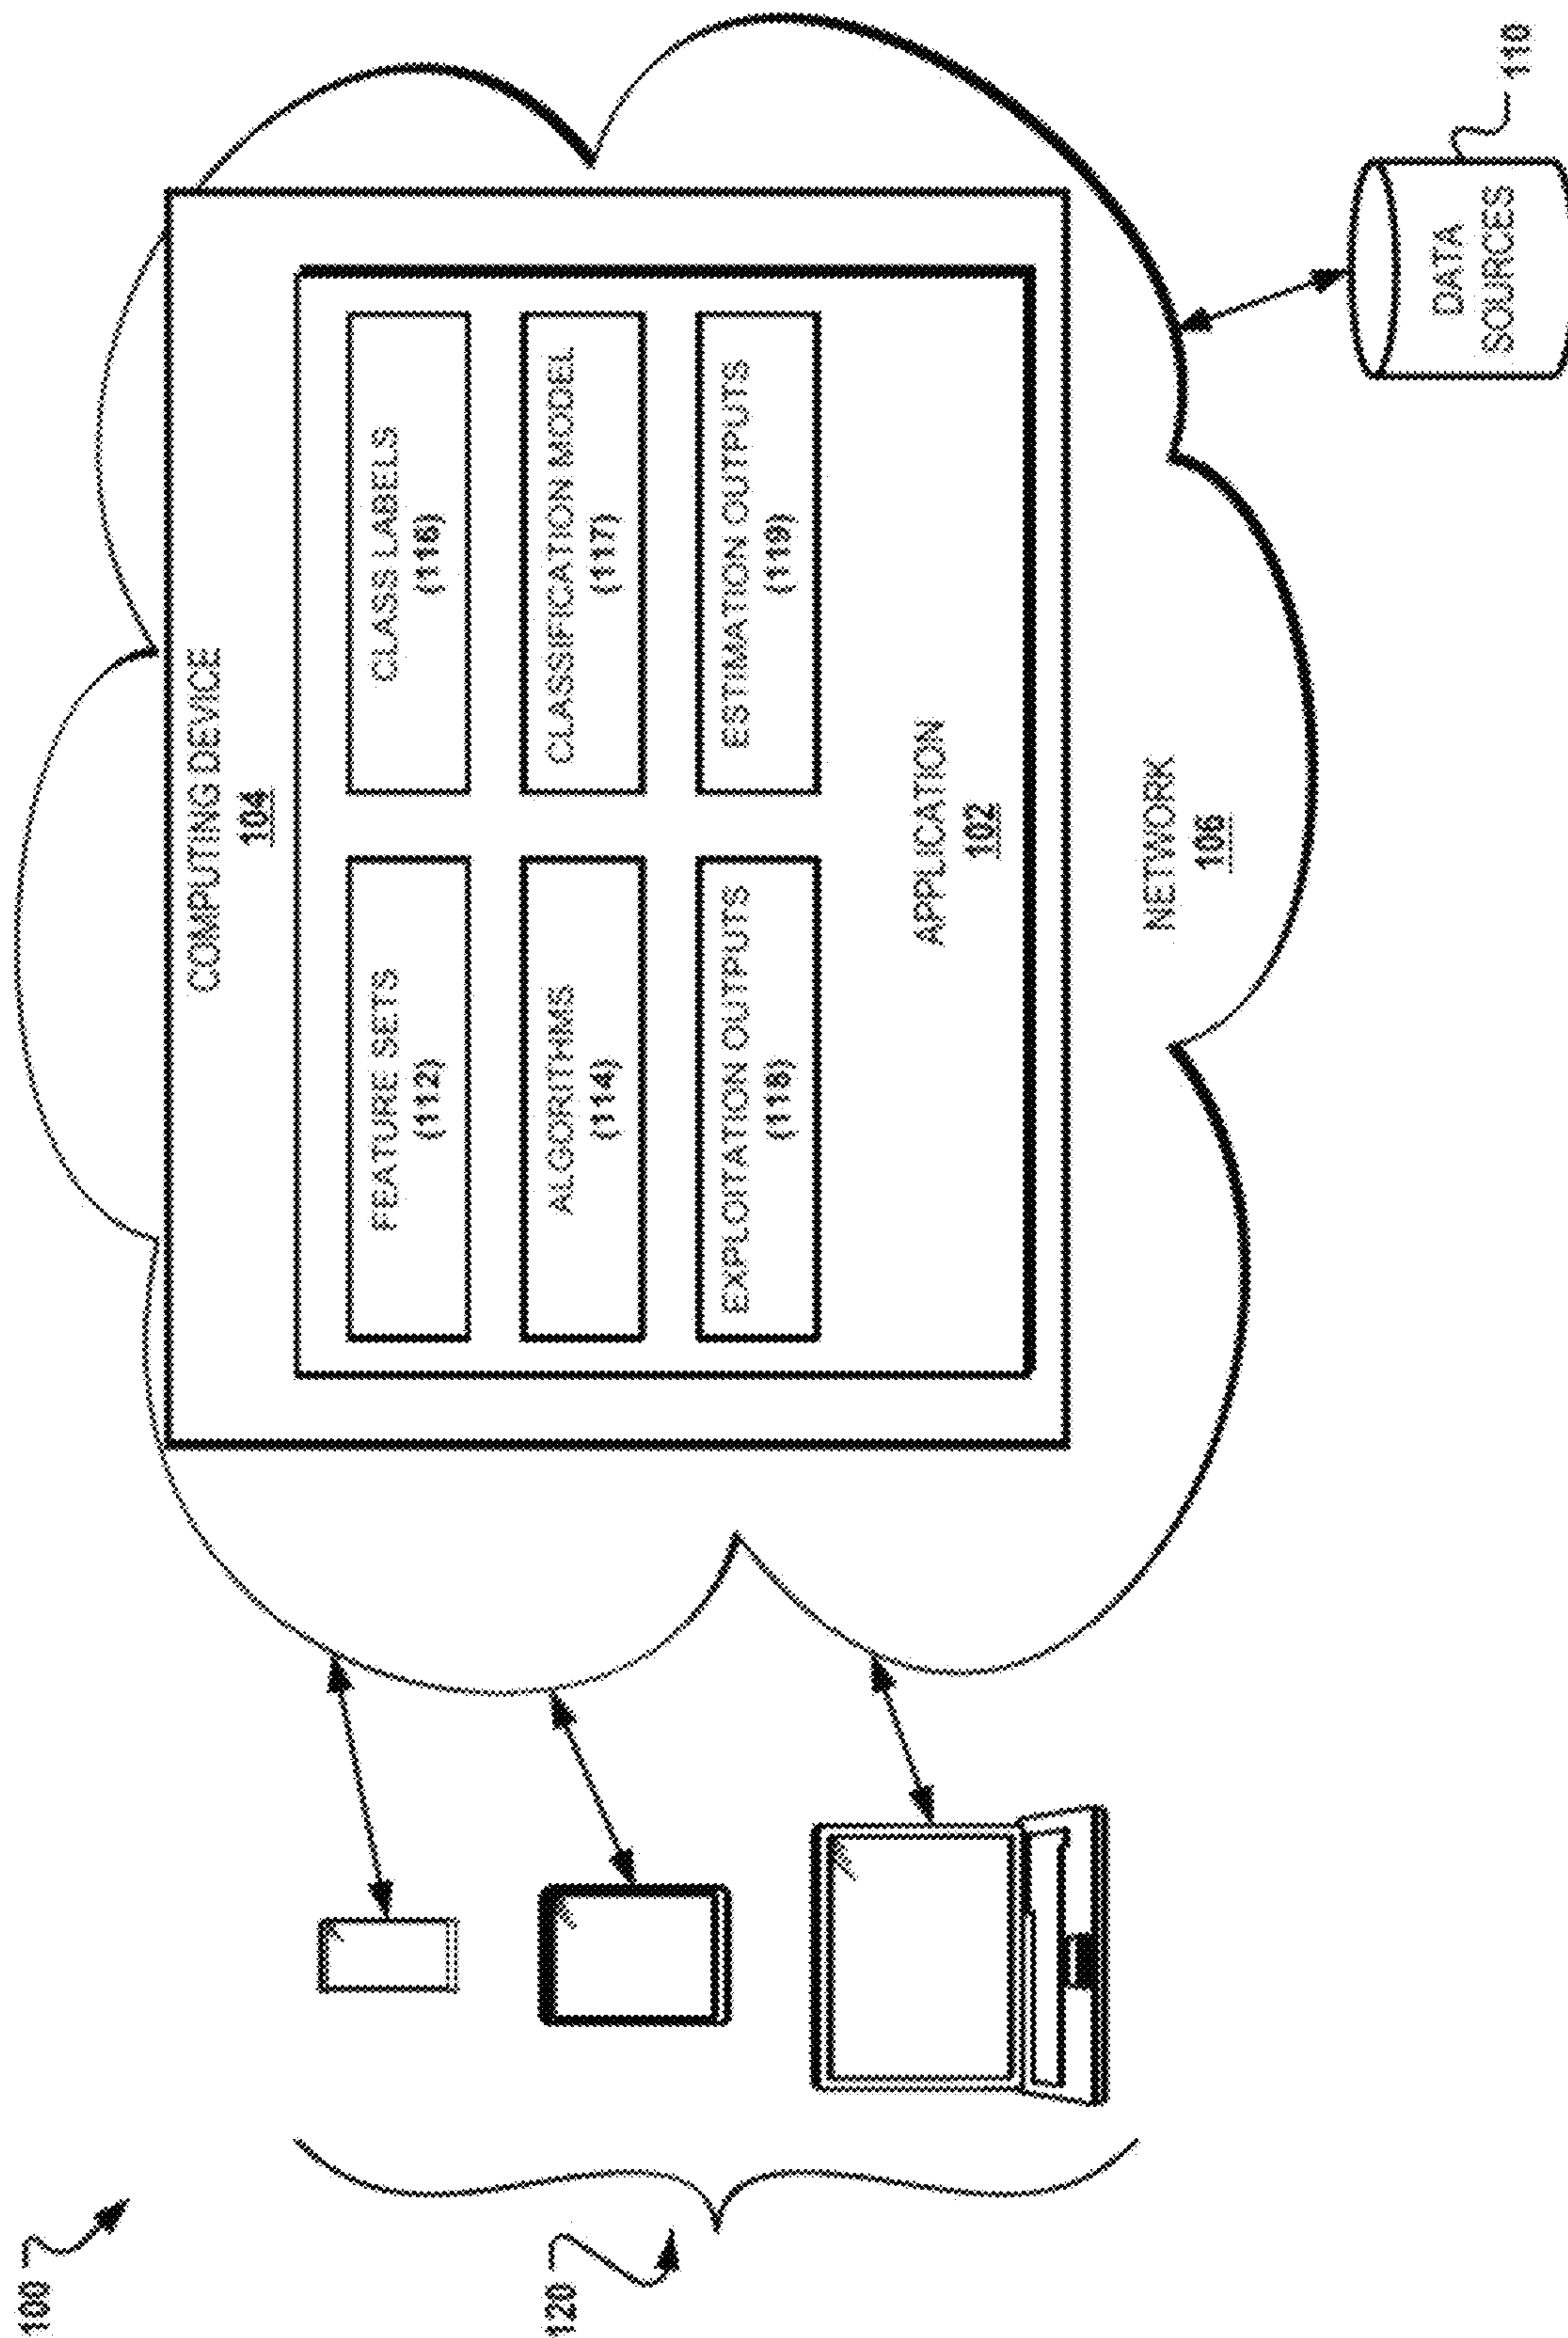 100
COMPUTING DEVICE
104
FEATURE SETS
(112)
CLASS LABELS
(116)
ALGORITHMS
(114)
CLASSIFICATION MODEL
(117)
EXPLOITATION OUTPUTS
(118)
ESTIMATION OUTPUTS
(119)
APPLICATION
102
NETWORK
106
120
DATA
SOURCES
110